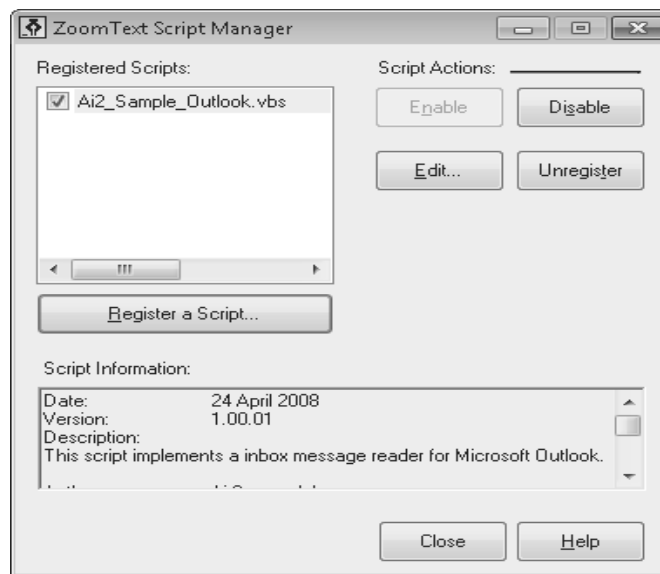 ZoomText Script Manager
Registered Scripts:
Script Actions:
Ai2_Sample_Outlook.vbs
Enable
Disable
Edit...
Unregister
Register a Script...
Script Information:
Date: 24 April 2008
Version: 1.00.01
Description:
This script implements a inbox message reader for Microsoft Outlook.
Close
Help